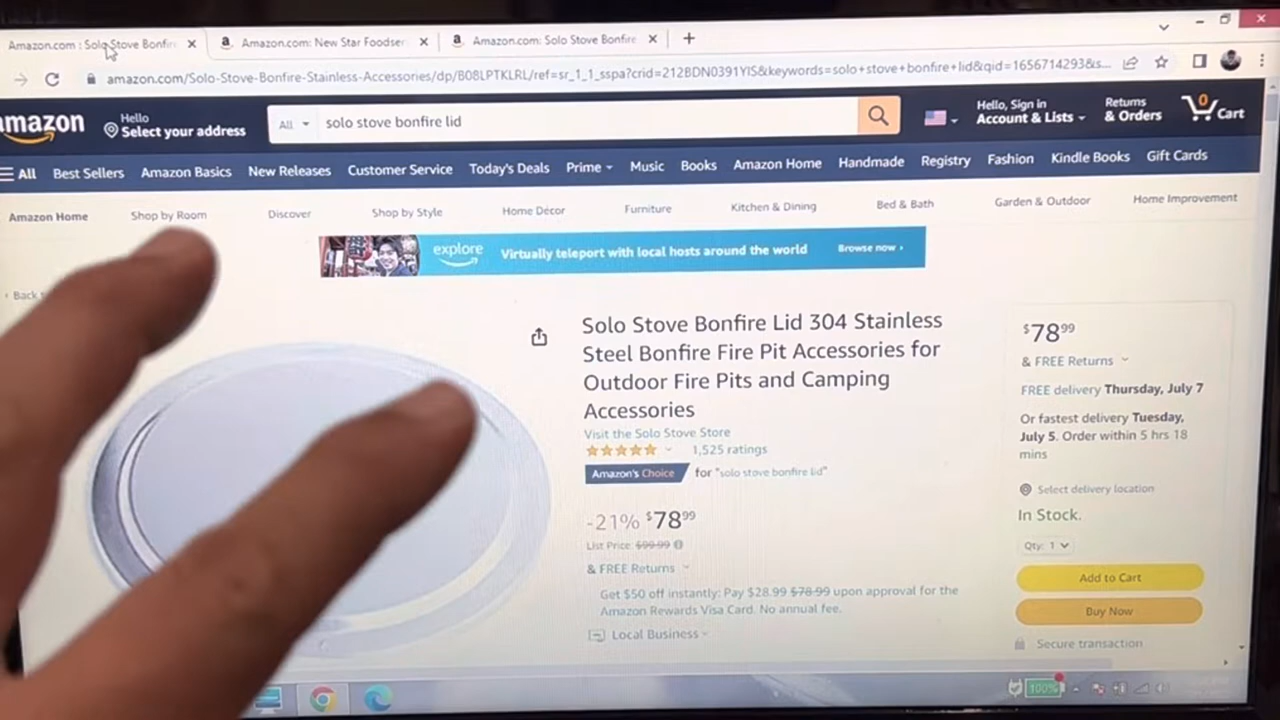 Amazon.com : Solo Stove Bonfir
Amazon.com: New Star Foodser
Amazon.com: Solo Stove Bonfire
amazon.com/Solo-Stove-Bonfire-Stainless-Accessories/dp/B08LPTKLRL/ref=sr_1_1_sspa?crid=212BDN0391YIS&keywords=solo+stove+bonfire+lid&qid=1656714293&s...
amazon
Hello
Select your address
All
solo stove bonfire lid
Hello, Sign in
Account & Lists
Returns
& Orders
0
Cart
All
Best Sellers
Amazon Basics
New Releases
Customer Service
Today's Deals
Prime
Music
Books
Amazon Home
Handmade
Registry
Fashion
Kindle Books
Gift Cards
Amazon Home
Shop by Room
Discover
Shop by Style
Home Décor
Furniture
Kitchen & Dining
Bed & Bath
Garden & Outdoor
Home Improvement
explore
Virtually teleport with local hosts around the world
Browse now ›
‹ Back
Solo Stove Bonfire Lid 304 Stainless
Steel Bonfire Fire Pit Accessories for
Outdoor Fire Pits and Camping
Accessories
Visit the Solo Stove Store
1,525 ratings
Amazon's Choice
for "solo stove bonfire lid"
-21% $78⁹⁹
List Price: $99.99
& FREE Returns
Get $50 off instantly: Pay $28.99 $78.99 upon approval for the
Amazon Rewards Visa Card. No annual fee.
Local Business
$78⁹⁹
& FREE Returns
FREE delivery Thursday, July 7
Or fastest delivery Tuesday,
July 5. Order within 5 hrs 18
mins
Select delivery location
In Stock.
Qty: 1
Add to Cart
Buy Now
Secure transaction
100%